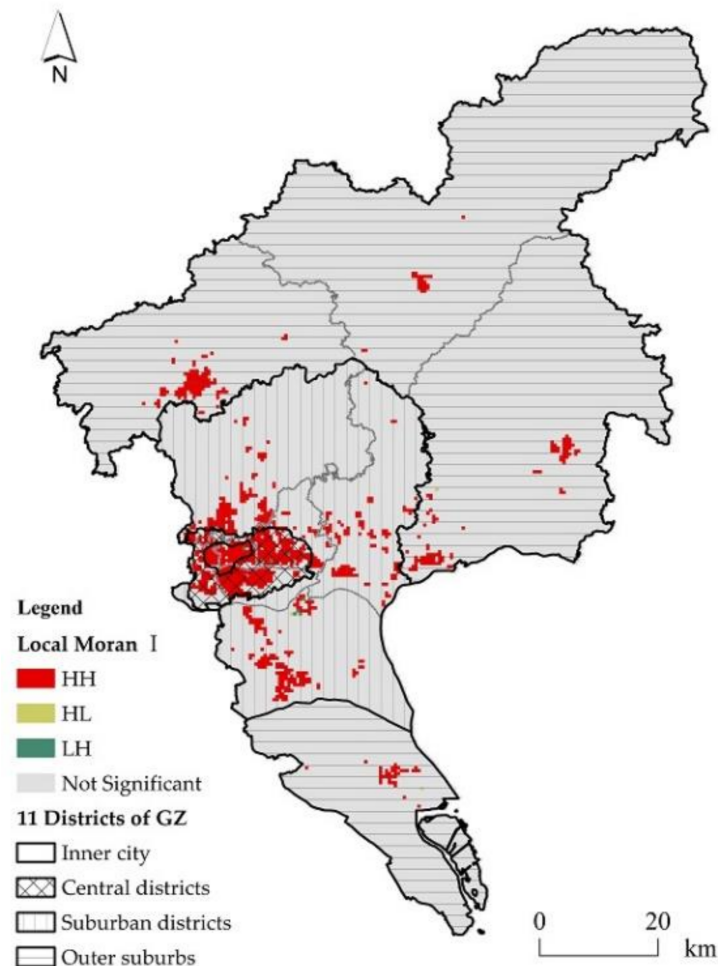 N
Legend
Local Moran I
HH
HL
LH
Not Significant
11 Districts of GZ
Inner city
Central districts
Suburban districts
Outer suburbs
0 20
km